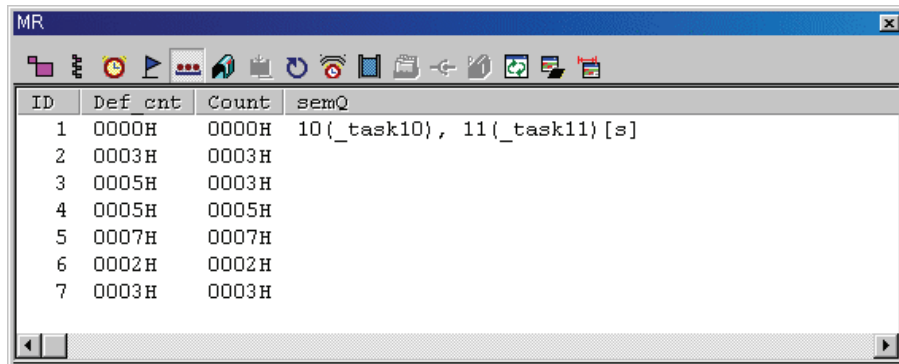 MR
ID Def_cnt Count semQ
1 0000H 0000H 10(_task10), 11(_task11)[s]
2 0003H 0003H
3 0005H 0003H
4 0005H 0005H
5 0007H 0007H
6 0002H 0002H
7 0003H 0003H